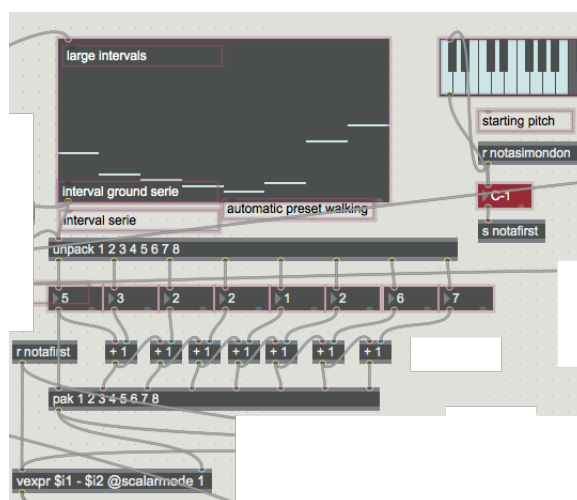 large intervals
starting pitch
r notasimondon
interval ground serie
C-1
automatic preset walking
interval serie
s notafirst
unpack 1 2 3 4 5 6 7 8
5 3 2 2 1 2 6 7
r notafirst + 1 + 1 + 1 + 1 + 1 + 1 + 1
pak 1 2 3 4 5 6 7 8
vexpr $i1 - $i2 @scalarmode 1